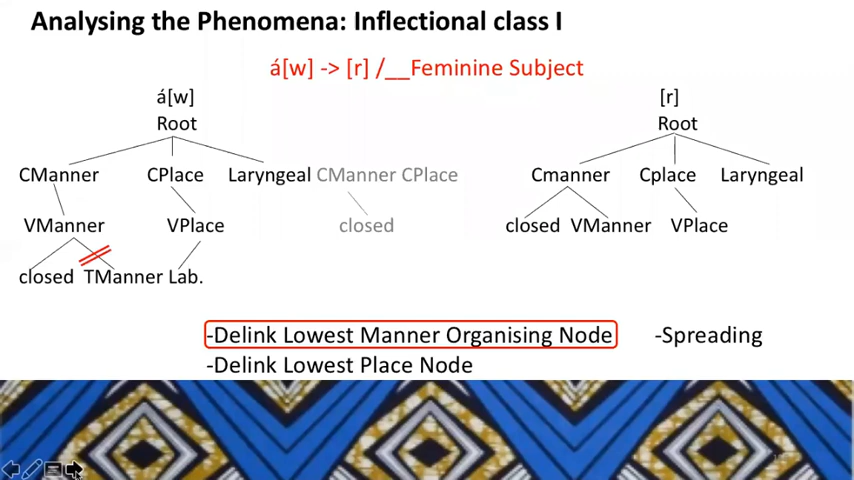 Analysing the Phenomena: Inflectional class I
á[w] -> [r] /__Feminine Subject
á[w] [r]
Root Root
CManner CPlace Laryngeal CManner CPlace Cmanner Cplace Laryngeal
VManner VPlace closed closed VManner VPlace
closed TManner Lab.
-Delink Lowest Manner Organising Node -Spreading
-Delink Lowest Place Node